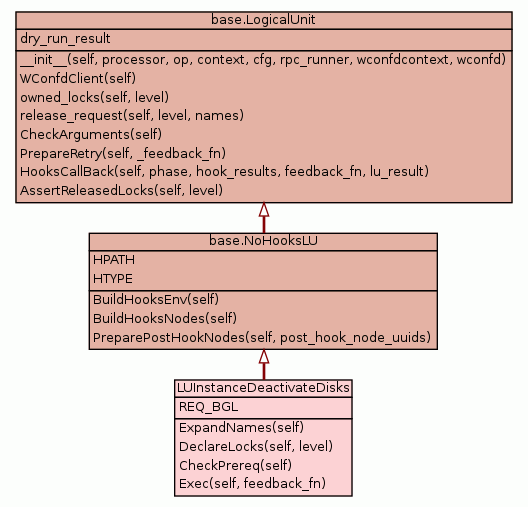 base.LogicalUnit
dry_run_result
__init__(self, processor, op, context, cfg, rpc_runner, wconfdcontext, wconfd)
WConfdClient(self)
owned_locks(self, level)
release_request(self, level, names)
CheckArguments(self)
PrepareRetry(self, _feedback_fn)
HooksCallBack(self, phase, hook_results, feedback_fn, lu_result)
AssertReleasedLocks(self, level)
base.NoHooksLU
HPATH
HTYPE
BuildHooksEnv(self)
BuildHooksNodes(self)
PreparePostHookNodes(self, post_hook_node_uuids)
LUInstanceDeactivateDisks
REQ_BGL
ExpandNames(self)
DeclareLocks(self, level)
CheckPrereq(self)
Exec(self, feedback_fn)